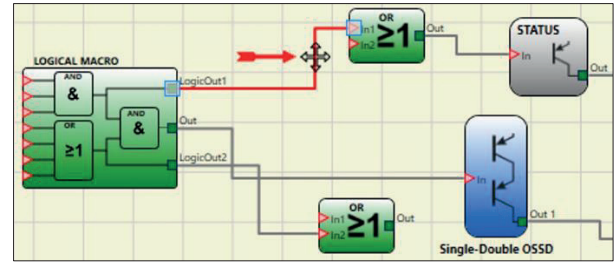 OR
In1
In2
≥1
Out
STATUS
In
Out
LOGICAL MACRO
AND
&
OR
≥1
AND
&
LogicOut1
Out
LogicOut2
OR
In1
In2
≥1
Out
In
Out 1
Single-Double OSSD